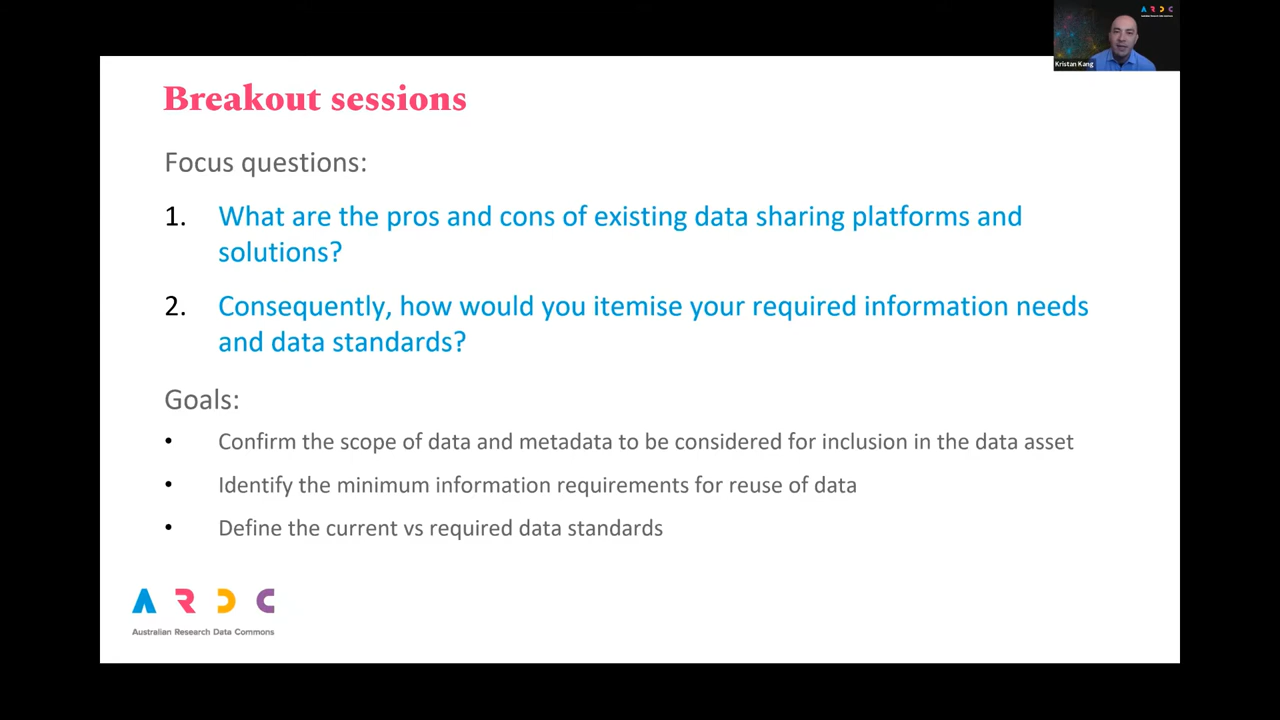 A R D C
Kristan Kang
Breakout sessions
Focus questions:
1. What are the pros and cons of existing data sharing platforms and
solutions?
2. Consequently, how would you itemise your required information needs
and data standards?
Goals:
• Confirm the scope of data and metadata to be considered for inclusion in the data asset
• Identify the minimum information requirements for reuse of data
• Define the current vs required data standards
A R D C
Australian Research Data Commons